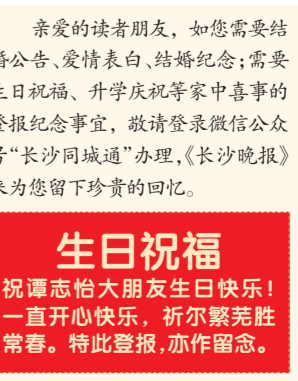 亲爱的读者朋友，如您需要结
婚公告、爱情表白、结婚纪念；需要
生日祝福、升学庆祝等家中喜事的
登报纪念事宜，敬请登录微信公众
号“长沙同城通”办理，《长沙晚报》
来为您留下珍贵的回忆。
生日祝福
祝谭志怡大朋友生日快乐！
一直开心快乐，祈尔繁芜胜
常春。特此登报，亦作留念。